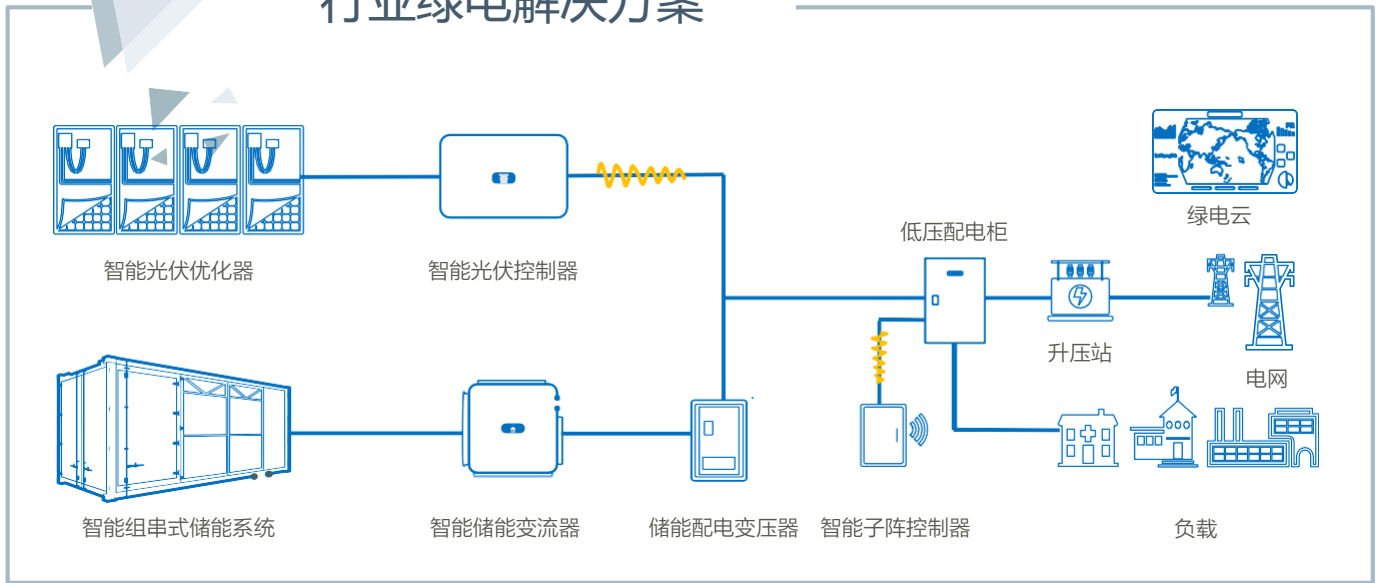 行业绿电解决方案
绿电云
低压配电柜
智能光伏优化器
智能光伏控制器
升压站
电网
智能组串式储能系统
智能储能变流器
储能配电变压器
智能子阵控制器
负载